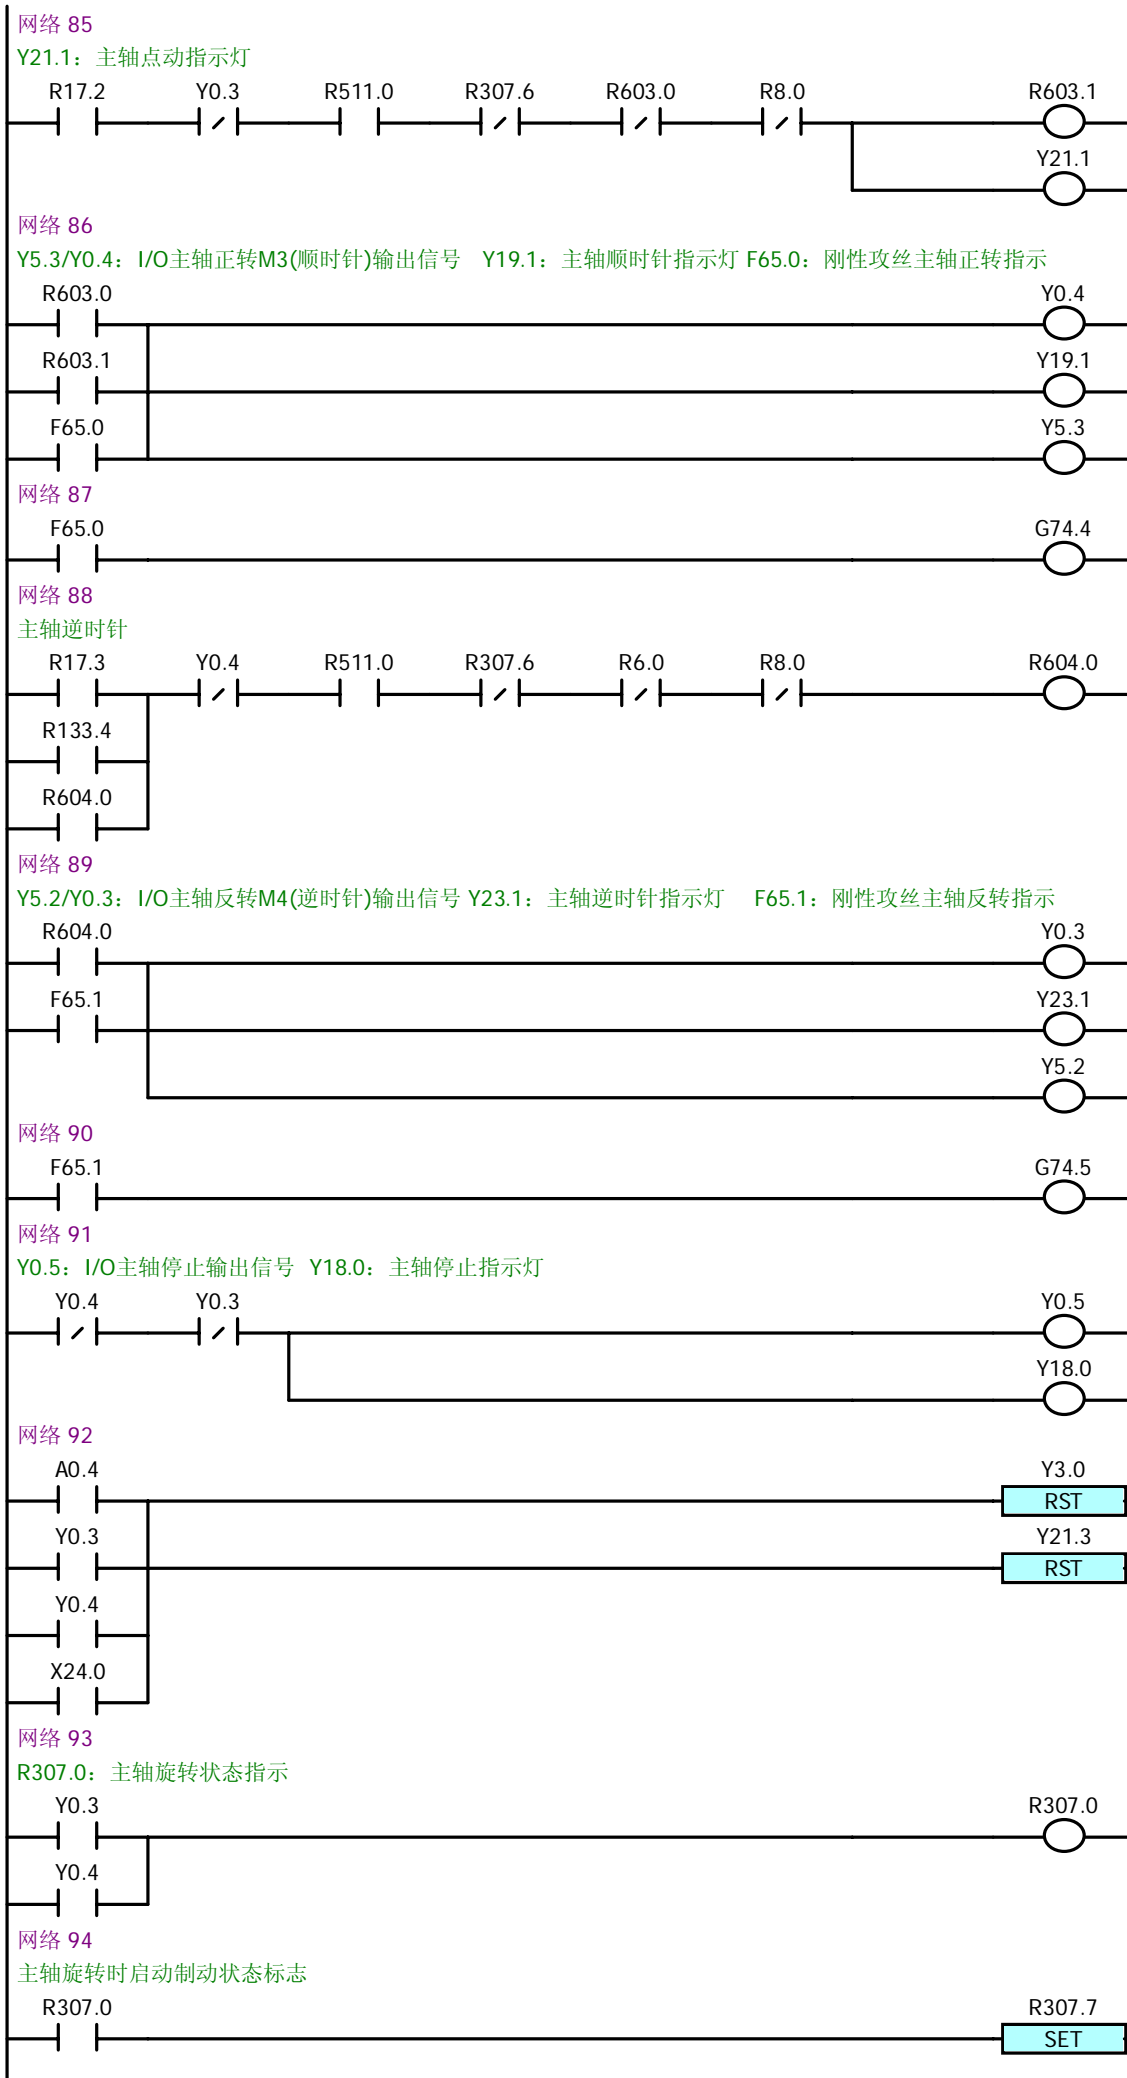 网络 85
Y21.1：主轴点动指示灯
R17.2 Y0.3 R511.0 R307.6 R603.0 R8.0 R603.1
Y21.1
网络 86
Y5.3/Y0.4：I/O主轴正转M3(顺时针)输出信号 Y19.1：主轴顺时针指示灯 F65.0：刚性攻丝主轴正转指示
R603.0 Y0.4
R603.1 Y19.1
F65.0 Y5.3
网络 87
F65.0 G74.4
网络 88
主轴逆时针
R17.3 Y0.4 R511.0 R307.6 R6.0 R8.0 R604.0
R133.4
R604.0
网络 89
Y5.2/Y0.3：I/O主轴反转M4(逆时针)输出信号 Y23.1：主轴逆时针指示灯 F65.1：刚性攻丝主轴反转指示
R604.0 Y0.3
F65.1 Y23.1
Y5.2
网络 90
F65.1 G74.5
网络 91
Y0.5：I/O主轴停止输出信号 Y18.0：主轴停止指示灯
Y0.4 Y0.3 Y0.5
Y18.0
网络 92
A0.4 Y3.0
RST
Y0.3 Y21.3
RST
Y0.4
X24.0
网络 93
R307.0：主轴旋转状态指示
Y0.3 R307.0
Y0.4
网络 94
主轴旋转时启动制动状态标志
R307.0 R307.7
SET